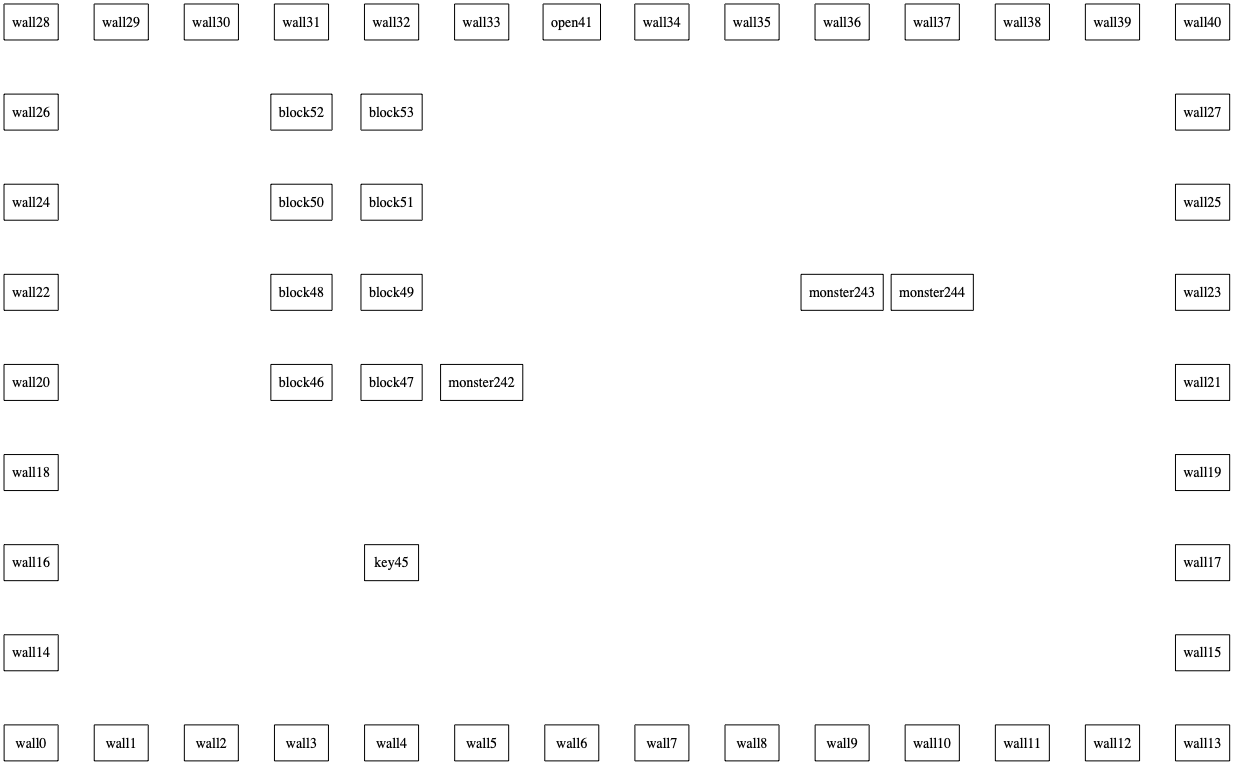 wall28 wall29 wall30 wall31 wall32 wall33 open41 wall34 wall35 wall36 wall37 wall38 wall39 wall40
wall26 block52 block53 wall27
wall24 block50 block51 wall25
wall22 block48 block49 monster243 monster244 wall23
wall20 block46 block47 monster242 wall21
wall18 wall19
wall16 key45 wall17
wall14 wall15
wall0 wall1 wall2 wall3 wall4 wall5 wall6 wall7 wall8 wall9 wall10 wall11 wall12 wall13